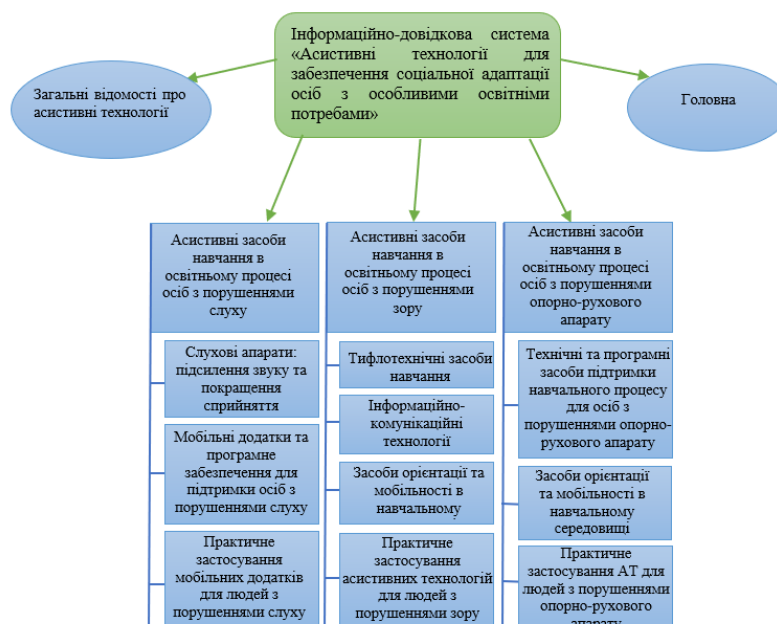 Інформаційно-довідкова система
«Асистивні технології для
забезпечення соціальної адаптації
осіб з особливими освітніми
потребами»
Загальні відомості про
асистивні технології
Головна
Асистивні засоби
навчання в
освітньому процесі
осіб з порушеннями
слуху
Слухові апарати:
підсилення звуку та
покращення
сприйняття
Мобільні додатки та
програмне
забезпечення для
підтримки осіб з
порушеннями слуху
Практичне
застосування
мобільних додатків
для людей з
порушеннями слуху
Асистивні засоби
навчання в
освітньому процесі
осіб з порушеннями
зору
Тифлотехнічні засоби
навчання
Інформаційно-
комунікаційні
технології
Засоби орієнтації та
мобільності в
навчальному
Практичне
застосування
асистивних технологій
для людей з
порушеннями зору
Асистивні засоби
навчання в
освітньому процесі
осіб з порушеннями
опорно-рухового
апарату
Технічні та програмні
засоби підтримки
навчального процесу
для осіб з
порушеннями опорно-
рухового апарату
Засоби орієнтації
та мобільності в
навчальному
середовищі
Практичне
застосування АТ для
людей з порушеннями
опорно-рухового
апарату